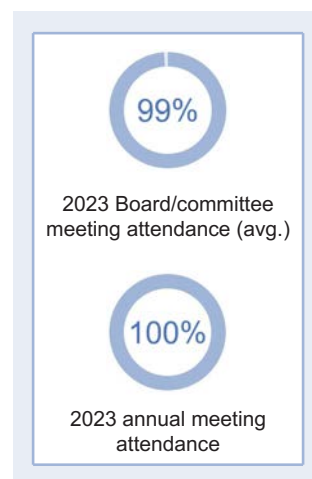 99%
2023 Board/committee
meeting attendance (avg.)
100%
2023 annual meeting
attendance